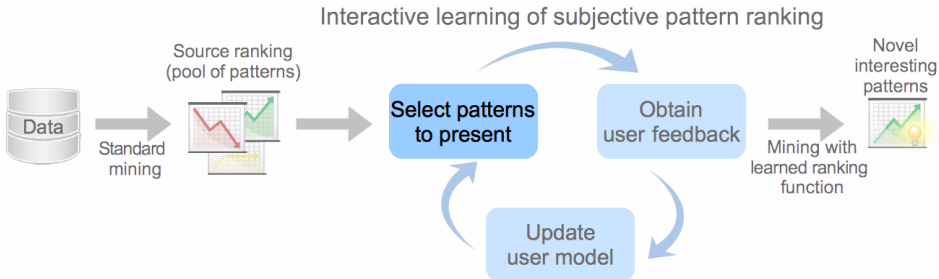 Interactive learning of subjective pattern ranking
Source ranking
(pool of patterns)
Novel
interesting
patterns
Data
Standard
mining
Select patterns
to present
Obtain
user feedback
Mining with
learned ranking
function
Update
user model